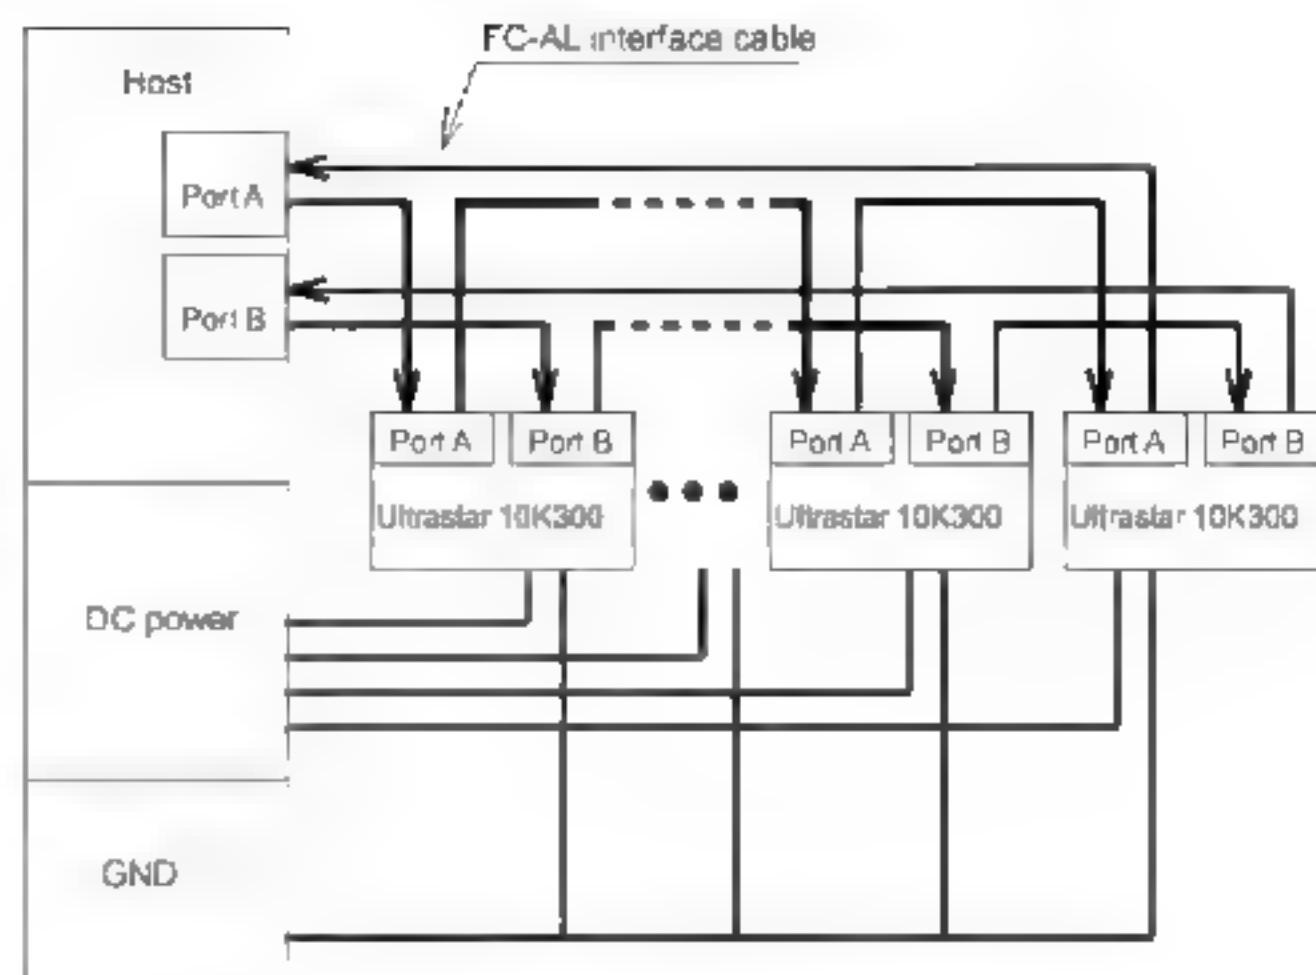 FC-AL interface cable
Host
Port A
Port B
Port A Port B Port A Port B Port A Port B
Ultrastar 10K300 Ultrastar 10K300 Ultrastar 10K300
DC power
GND